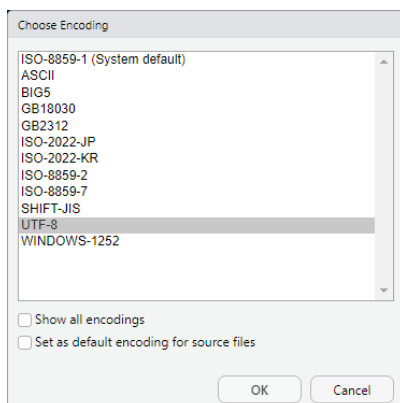 Choose Encoding
ISO-8859-1 (System default)
ASCII
BIG5
GB18030
GB2312
ISO-2022-JP
ISO-2022-KR
ISO-8859-2
ISO-8859-7
SHIFT-JIS
UTF-8
WINDOWS-1252
Show all encodings
Set as default encoding for source files
OK Cancel